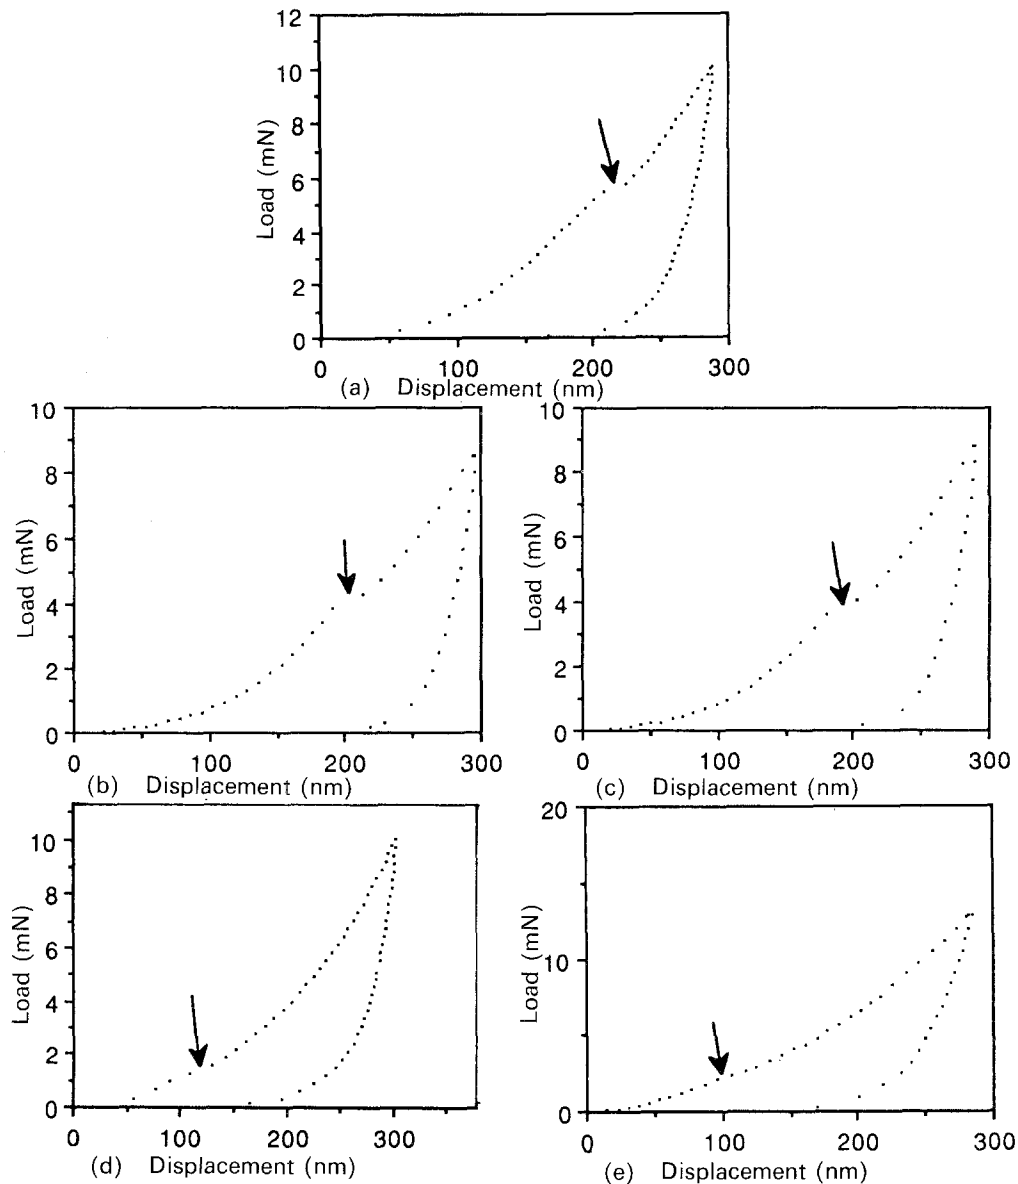 12
10
8
6
4
2
0
Load (mN)
0 100 200 300
(a) Displacement (nm)
10
8
6
4
2
0
Load (mN)
0 100 200 300
(b) Displacement (nm)
10
8
6
4
2
0
Load (mN)
0 100 200 300
(c) Displacement (nm)
10
8
6
4
2
0
Load (mN)
0 100 200 300
(d) Displacement (nm)
20
10
0
Load (mN)
0 100 200 300
(e) Displacement (nm)